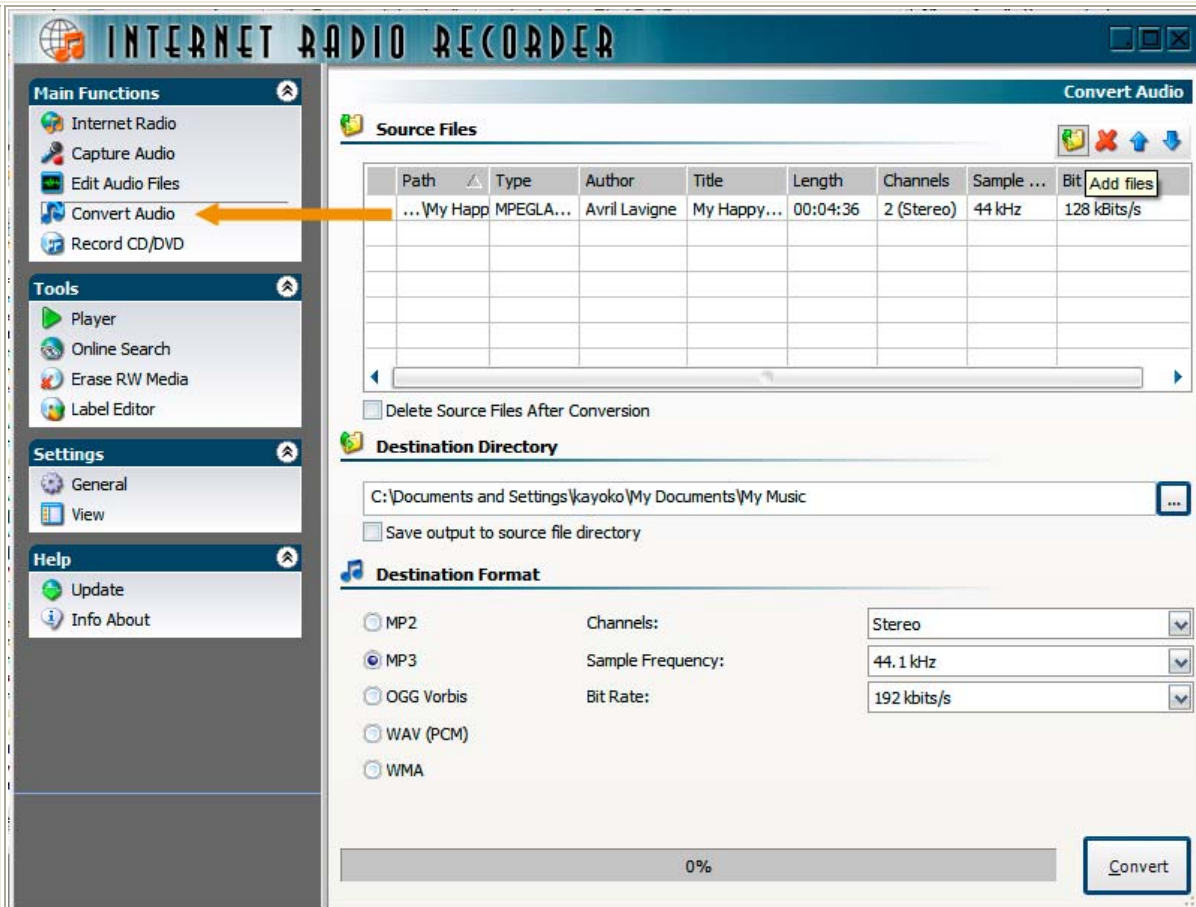 INTERNET RADIO RECORDER
Main Functions
Internet Radio
Capture Audio
Edit Audio Files
Convert Audio
Record CD/DVD
Tools
Player
Online Search
Erase RW Media
Label Editor
Settings
General
View
Help
Update
Info About
Convert Audio
Source Files
Path Type Author Title Length Channels Sample ... Bit
Add files
...\My Happ MPEGLA... Avril Lavigne My Happy... 00:04:36 2 (Stereo) 44 kHz 128 kBits/s
Delete Source Files After Conversion
Destination Directory
C:\Documents and Settings\kayoko\My Documents\My Music
...
Save output to source file directory
Destination Format
MP2 Channels: Stereo
MP3 Sample Frequency: 44.1 kHz
OGG Vorbis Bit Rate: 192 kbits/s
WAV (PCM)
WMA
0%
Convert